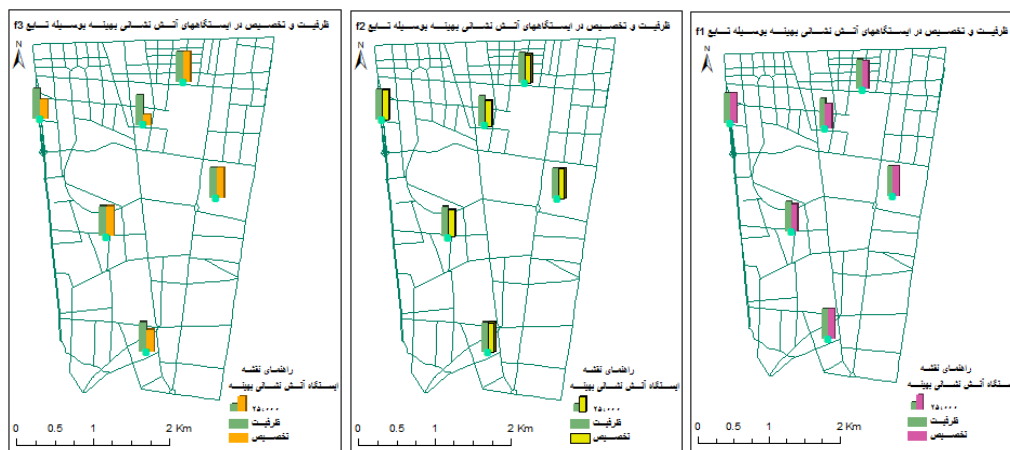 ظرفیت و تخصیص در ایستگاههای آتش نشانی بهینه بوسیله تابع f3
N
راهنمای نقشه
ایستگاه آتش نشانی بهینه
۲۵،۰۰۰
ظرفیت
تخصیص
0 0.5 1 2 Km
ظرفیت و تخصیص در ایستگاههای آتش نشانی بهینه بوسیله تابع f2
N
راهنمای نقشه
ایستگاه آتش نشانی بهینه
۲۵،۰۰۰
ظرفیت
تخصیص
0 0.5 1 2 Km
ظرفیت و تخصیص در ایستگاههای آتش نشانی بهینه بوسیله تابع f1
N
راهنمای نقشه
ایستگاه آتش نشانی بهینه
۲۵،۰۰۰
ظرفیت
تخصیص
0 0.5 1 2 Km